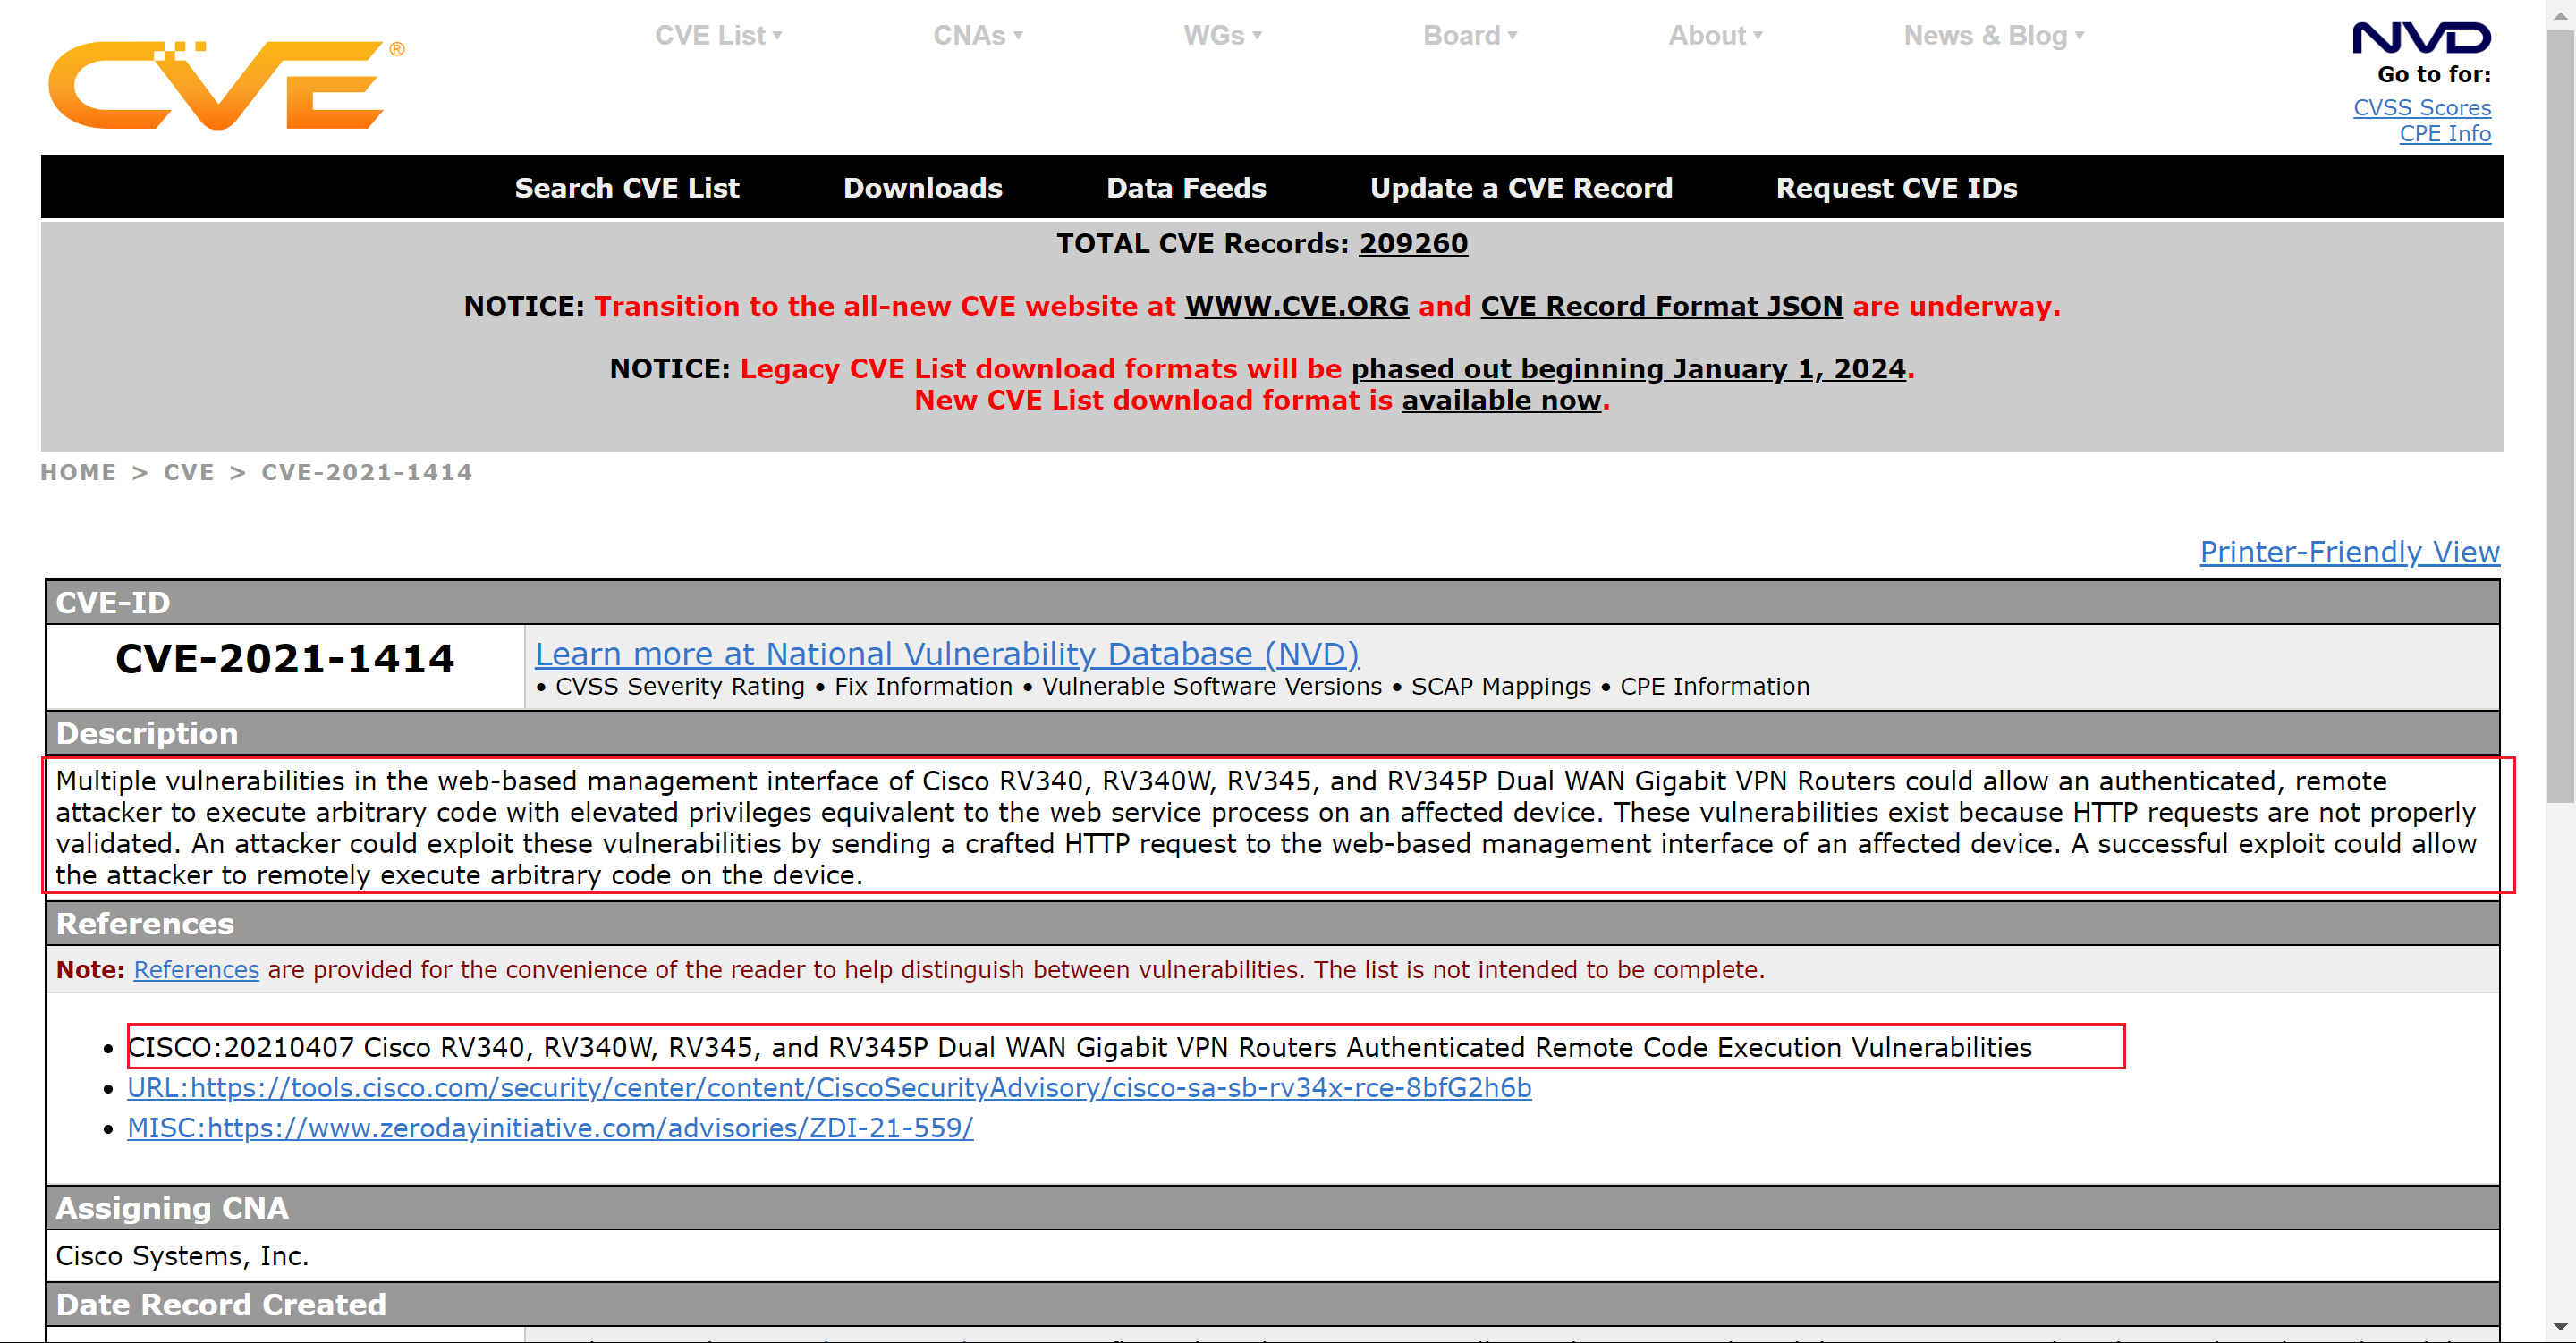 CVE®
CVE List▾ CNAs▾ WGs▾ Board▾ About▾ News & Blog▾
NVD
Go to for:
CVSS Scores
CPE Info
Search CVE List Downloads Data Feeds Update a CVE Record Request CVE IDs
TOTAL CVE Records: 209260
NOTICE: Transition to the all-new CVE website at WWW.CVE.ORG and CVE Record Format JSON are underway.
NOTICE: Legacy CVE List download formats will be phased out beginning January 1, 2024.
New CVE List download format is available now.
HOME > CVE > CVE-2021-1414
Printer-Friendly View
CVE-ID
CVE-2021-1414
Learn more at National Vulnerability Database (NVD)
• CVSS Severity Rating • Fix Information • Vulnerable Software Versions • SCAP Mappings • CPE Information
Description
Multiple vulnerabilities in the web-based management interface of Cisco RV340, RV340W, RV345, and RV345P Dual WAN Gigabit VPN Routers could allow an authenticated, remote
attacker to execute arbitrary code with elevated privileges equivalent to the web service process on an affected device. These vulnerabilities exist because HTTP requests are not properly
validated. An attacker could exploit these vulnerabilities by sending a crafted HTTP request to the web-based management interface of an affected device. A successful exploit could allow
the attacker to remotely execute arbitrary code on the device.
References
Note: References are provided for the convenience of the reader to help distinguish between vulnerabilities. The list is not intended to be complete.
• CISCO:20210407 Cisco RV340, RV340W, RV345, and RV345P Dual WAN Gigabit VPN Routers Authenticated Remote Code Execution Vulnerabilities
• URL:https://tools.cisco.com/security/center/content/CiscoSecurityAdvisory/cisco-sa-sb-rv34x-rce-8bfG2h6b
• MISC:https://www.zerodayinitiative.com/advisories/ZDI-21-559/
Assigning CNA
Cisco Systems, Inc.
Date Record Created